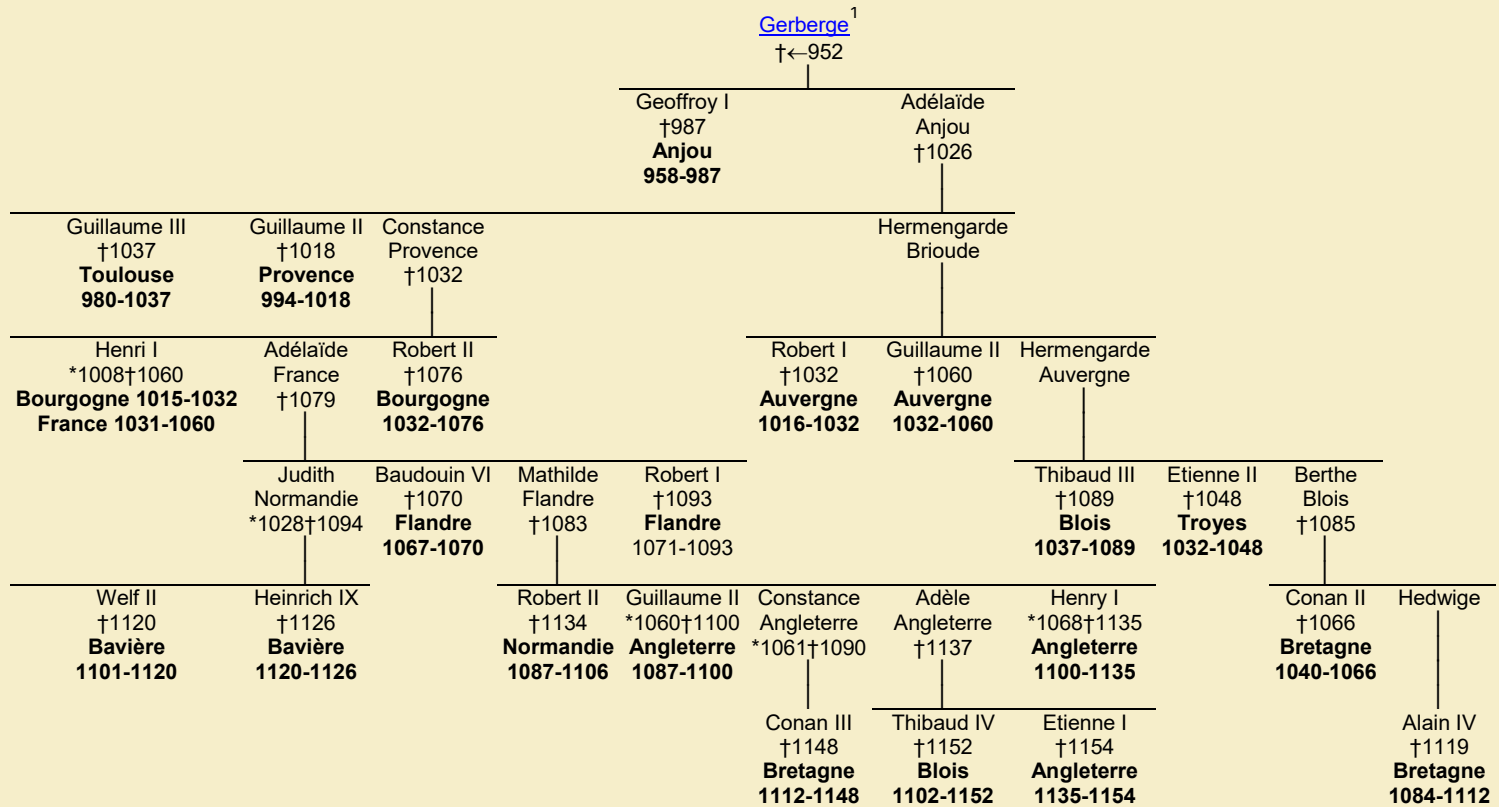 Gerberge1
†←952
Geoffroy I
†987
Anjou
958-987
Adélaïde
Anjou
†1026
Guillaume III
†1037
Toulouse
980-1037
Guillaume II
†1018
Provence
994-1018
Constance
Provence
†1032
Hermengarde
Brioude
Henri I
*1008†1060
Bourgogne 1015-1032
France 1031-1060
Adélaïde
France
†1079
Robert II
†1076
Bourgogne
1032-1076
Robert I
†1032
Auvergne
1016-1032
Guillaume II
†1060
Auvergne
1032-1060
Hermengarde
Auvergne
Judith
Normandie
*1028†1094
Baudouin VI
†1070
Flandre
1067-1070
Mathilde
Flandre
†1083
Robert I
†1093
Flandre
1071-1093
Thibaud III
†1089
Blois
1037-1089
Etienne II
†1048
Troyes
1032-1048
Berthe
Blois
†1085
Welf II
†1120
Bavière
1101-1120
Heinrich IX
†1126
Bavière
1120-1126
Robert II
†1134
Normandie
1087-1106
Guillaume II
*1060†1100
Angleterre
1087-1100
Constance
Angleterre
*1061†1090
Adèle
Angleterre
†1137
Henry I
*1068†1135
Angleterre
1100-1135
Conan II
†1066
Bretagne
1040-1066
Hedwige
Conan III
†1148
Bretagne
1112-1148
Thibaud IV
†1152
Blois
1102-1152
Etienne I
†1154
Angleterre
1135-1154
Alain IV
†1119
Bretagne
1084-1112